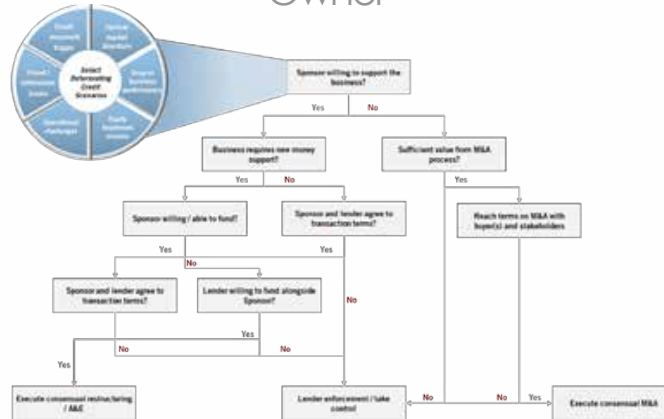 Owner
Select
Deteriorating
Credit
Scenarios
Sponsor willing to support the
business?
Yes
No
Business requires new money
support?
Sufficient value from M&A
process?
Yes
No
Yes
Sponsor willing / able to fund?
Sponsor and lender agree to
transaction terms?
Reach terms on M&A with
buyer(s) and stakeholders
Yes
Yes
No
Sponsor and lender agree to
transaction terms?
Lender willing to fund alongside
Sponsor?
No
Yes
Yes
No
No
No
No
Yes
Execute consensual restructuring
/ A&E
Lender enforcement / take
control
Execute consensual M&A